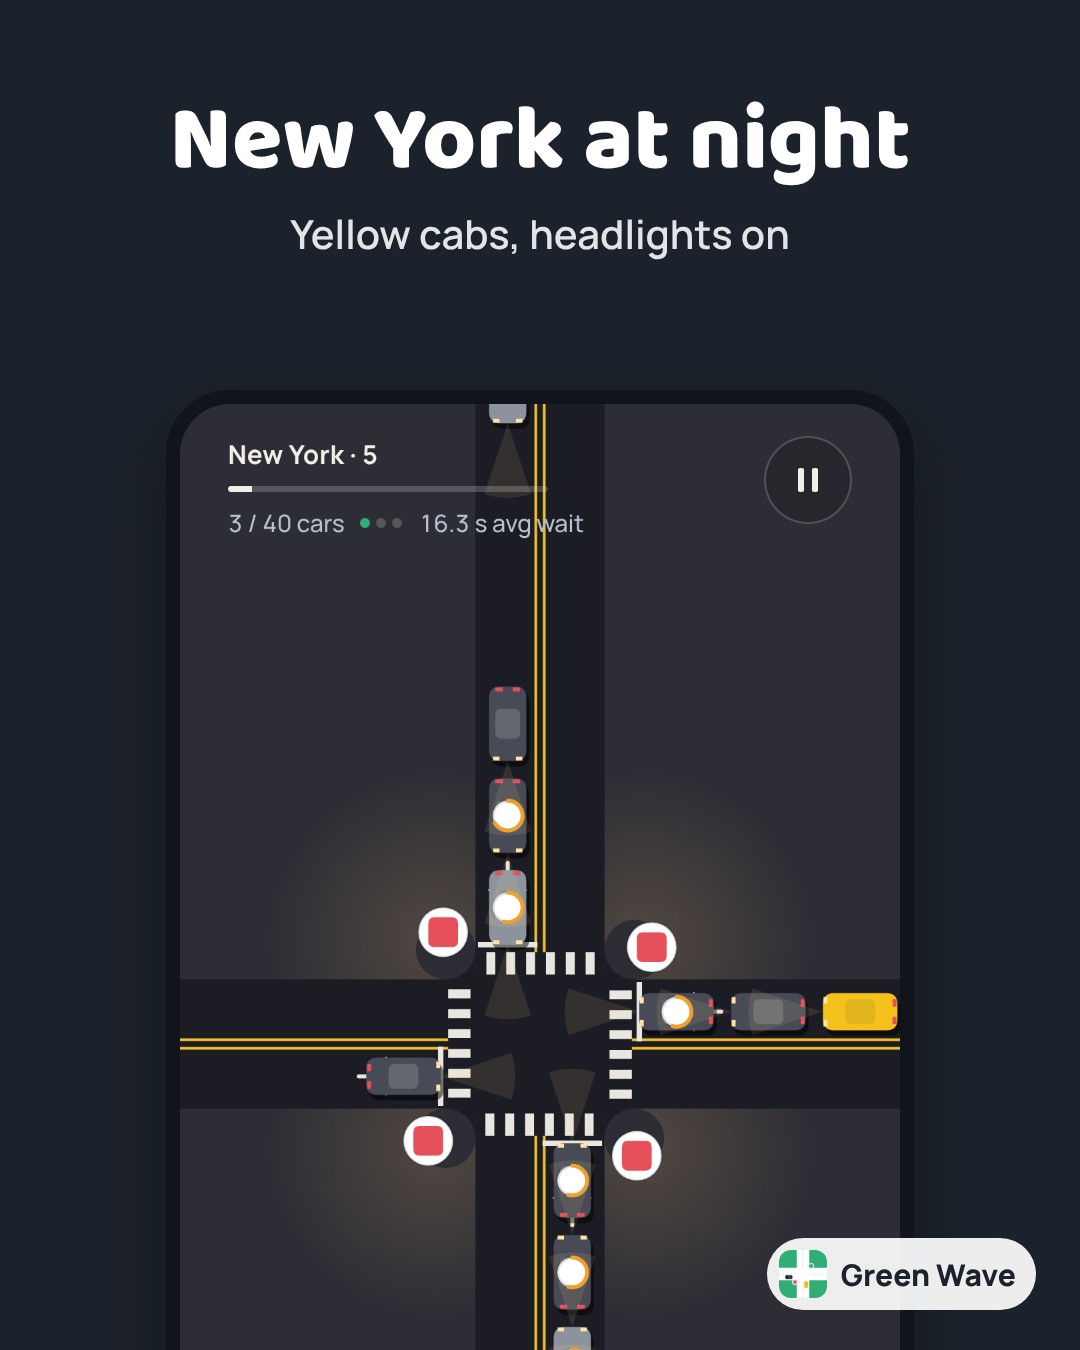 New York at night
Yellow cabs, headlights on
New York · 5
3 / 40 cars 16.3 s avg wait
Green Wave